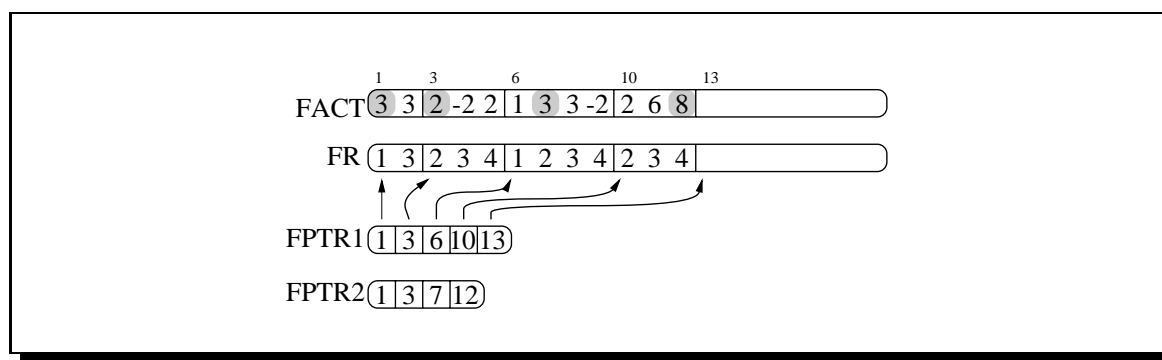 1 3 6 10 13
FACT 3 3 2 -2 2 1 3 3 -2 2 6 8
FR 1 3 2 3 4 1 2 3 4 2 3 4
FPTR1 1 3 6 10 13
FPTR2 1 3 7 12